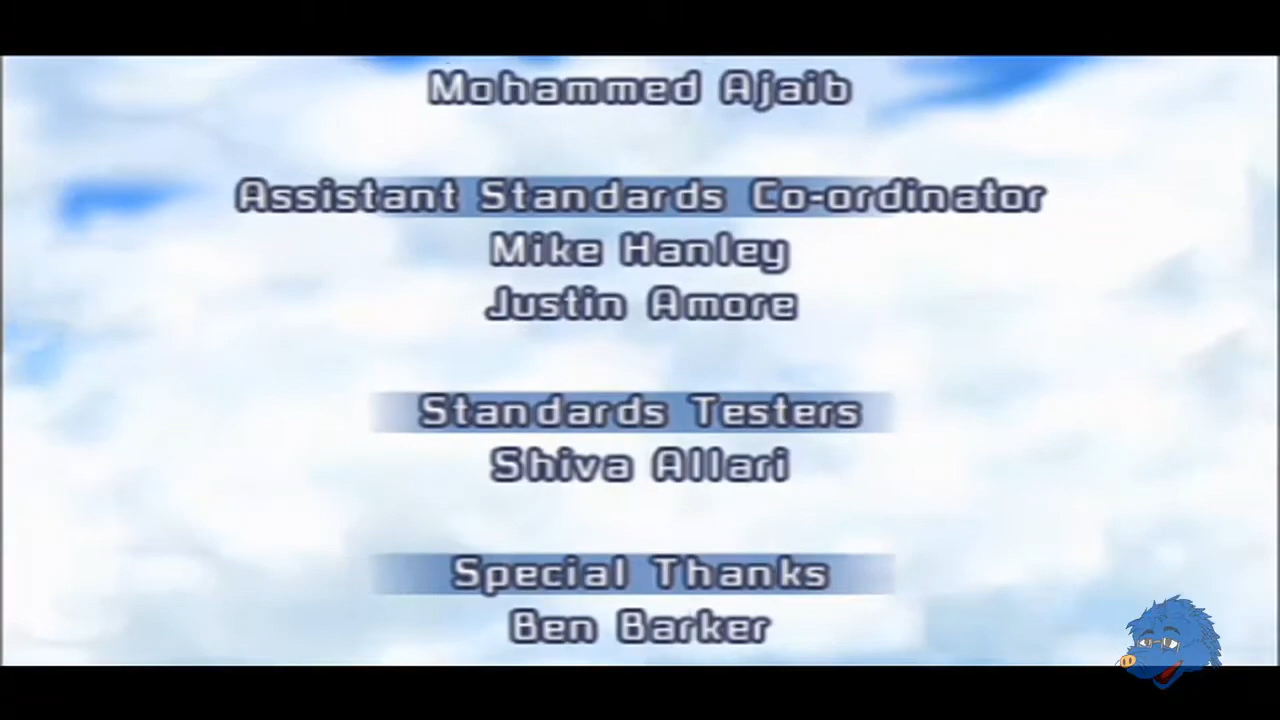 Mohammed Ajaib
Assistant Standards Co-ordinator
Mike Hanley
Justin Amore
Standards Testers
Shiva Allari
Special Thanks
Ben Barker